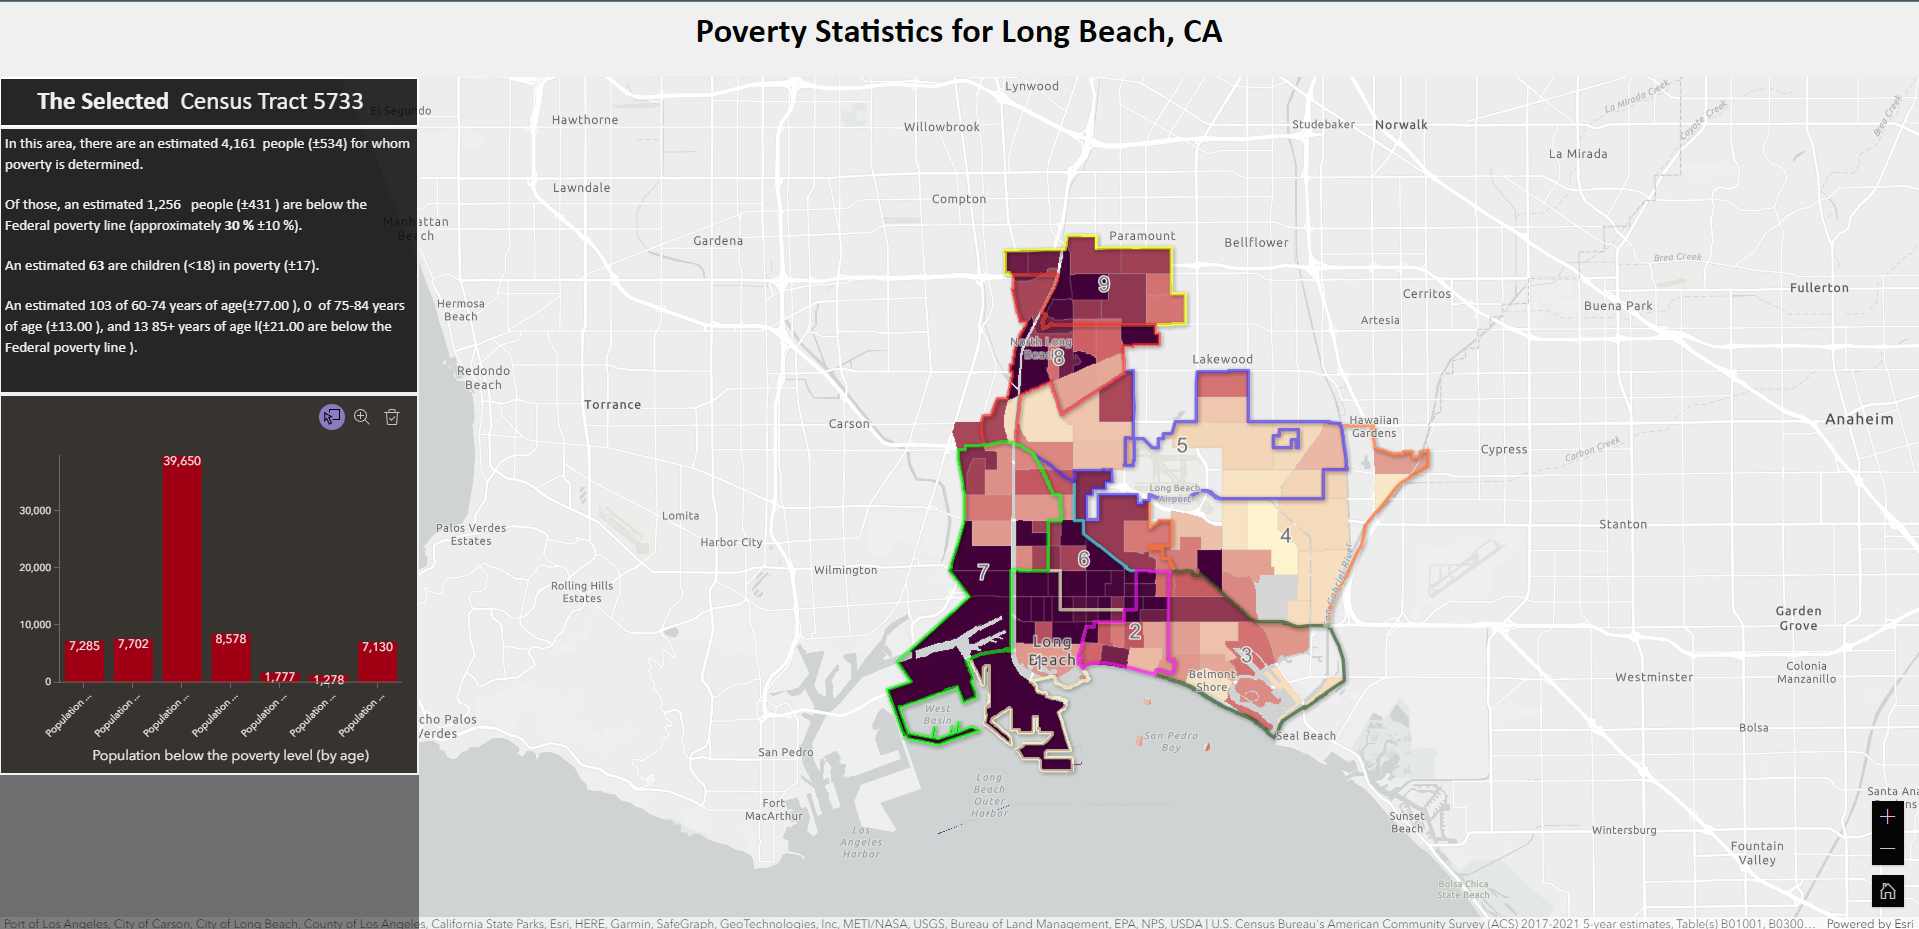 Poverty Statistics for Long Beach, CA
The Selected Census Tract 5733
In this area, there are an estimated 4,161 people (±534) for whom
poverty is determined.
Of those, an estimated 1,256 people (±431 ) are below the
Federal poverty line (approximately 30 % ±10 %).
An estimated 63 are children (<18) in poverty (±17).
An estimated 103 of 60-74 years of age(±77.00 ), 0 of 75-84 years
of age (±13.00 ), and 13 85+ years of age l(±21.00 are below the
Federal poverty line ).
39,650
30,000
20,000
10,000
0
7,285
7,702
8,578
1,777
1,278
7,130
Population ...
Population ...
Population ...
Population ...
Population ...
Population ...
Population ...
Population below the poverty level (by age)
El Segundo
Hawthorne
Lynwood
Willowbrook
Studebaker
Norwalk
La Mirada Creek
Coyote Creek
Brea Creek
La Mirada
Lawndale
Compton
Manhattan
Beach
Gardena
Paramount
Bellflower
Brea Creek
Fullerton
Hermosa
Beach
9
Cerritos
Buena Park
Artesia
North Long
Beach
8
Lakewood
Redondo
Beach
Torrance
Carson
Hawaiian
Gardens
Anaheim
5
Cypress
Carbon Creek
Long Beach
Airport
Lomita
Palos Verdes
Estates
Harbor City
Stanton
4
6
7
Wilmington
Rolling Hills
Estates
San Gabriel River
Garden
Grove
2
Long
Beach
1
3
Belmont
Shore
Colonia
Manzanillo
Westminster
West
Basin
cho Palos
Verdes
San Pedro
San Pedro
Bay
Seal Beach
Bolsa
Long
Beach
Outer
Harbor
Fort
MacArthur
Los
Angeles
Harbor
Sunset
Beach
Wintersburg
Santa Ana
Fountain
Valley
Bolsa Chica
State Beach
Port of Los Angeles, City of Carson, City of Long Beach, County of Los Angeles, California State Parks, Esri, HERE, Garmin, SafeGraph, GeoTechnologies, Inc, METI/NASA, USGS, Bureau of Land Management, EPA, NPS, USDA | U.S. Census Bureau's American Community Survey (ACS) 2017-2021 5-year estimates, Table(s) B01001, B0300...
Powered by Esri